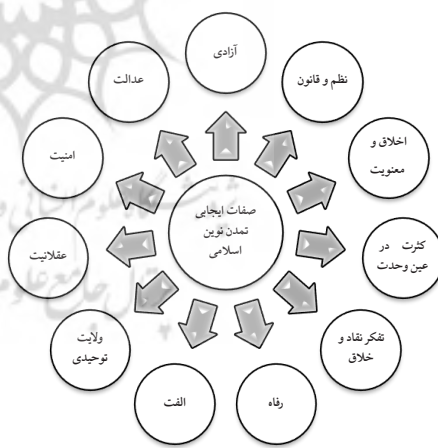 آزادی
نظم و قانون
اخلاق و
معنویت
کثرت در
عین وحدت
تفکر نقاد و
خلاق
رفاه
الفت
ولایت
توحیدی
عقلانیت
امنیت
عدالت
صفات ایجابی
تمدن نوین
اسلامی